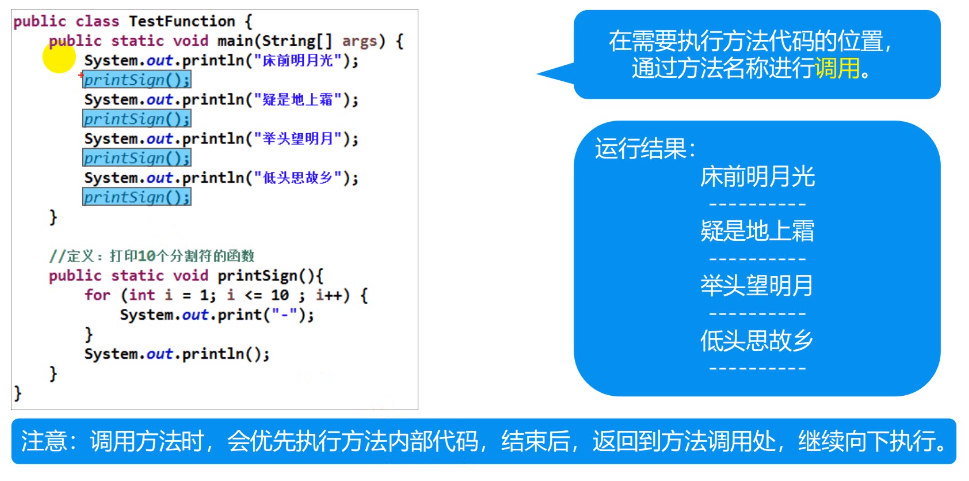 public class TestFunction {
    public static void main(String[] args) {
        System.out.println("床前明月光");
        printSign();
        System.out.println("疑是地上霜");
        printSign();
        System.out.println("举头望明月");
        printSign();
        System.out.println("低头思故乡");
        printSign();
    }

    //定义：打印10个分割符的函数
    public static void printSign(){
        for (int i = 1; i <= 10 ; i++) {
            System.out.print("-");
        }
        System.out.println();
    }
}
在需要执行方法代码的位置，
通过方法名称进行调用。
运行结果：
床前明月光
----------
疑是地上霜
----------
举头望明月
----------
低头思故乡
----------
注意：调用方法时，会优先执行方法内部代码，结束后，返回到方法调用处，继续向下执行。